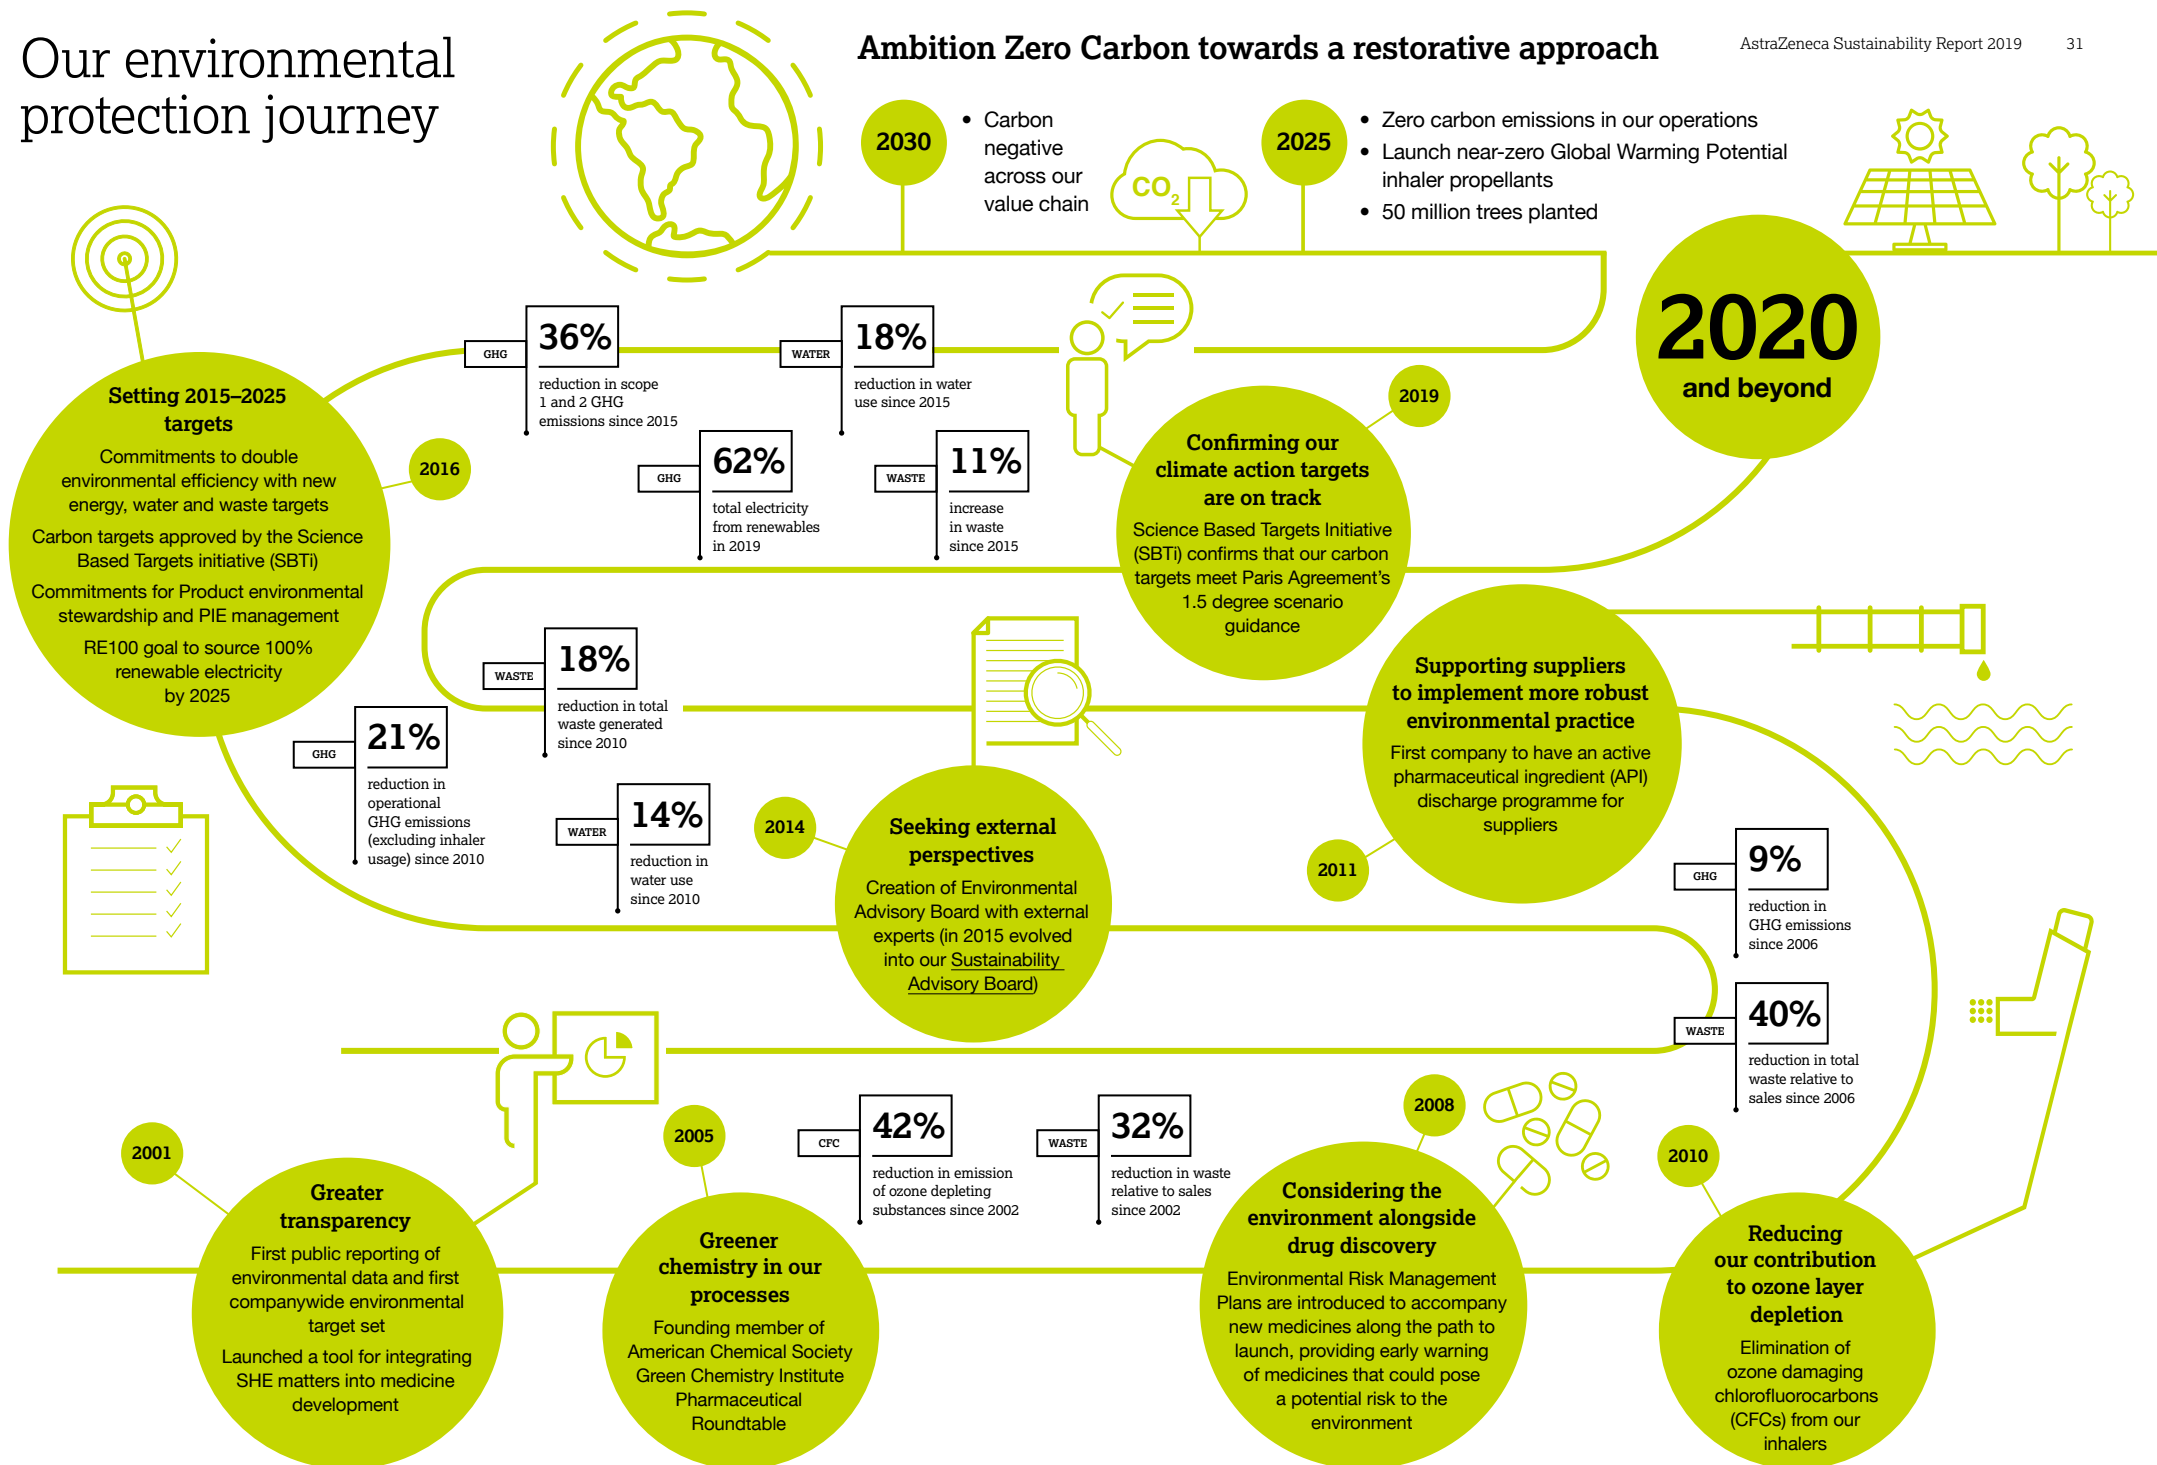 Our environmental
protection journey
Ambition Zero Carbon towards a restorative approach
AstraZeneca Sustainability Report 2019 31
2030
• Carbon
negative
across our
value chain
CO2
2025
• Zero carbon emissions in our operations
• Launch near-zero Global Warming Potential
inhaler propellants
• 50 million trees planted
2020
and beyond
Setting 2015–2025
targets
Commitments to double
environmental efficiency with new
energy, water and waste targets
Carbon targets approved by the Science
Based Targets initiative (SBTi)
Commitments for Product environmental
stewardship and PIE management
RE100 goal to source 100%
renewable electricity
by 2025
2016
GHG
36%
reduction in scope
1 and 2 GHG
emissions since 2015
WATER
18%
reduction in water
use since 2015
GHG
62%
total electricity
from renewables
in 2019
WASTE
11%
increase
in waste
since 2015
2019
Confirming our
climate action targets
are on track
Science Based Targets Initiative
(SBTi) confirms that our carbon
targets meet Paris Agreement's
1.5 degree scenario
guidance
GHG
21%
reduction in
operational
GHG emissions
(excluding inhaler
usage) since 2010
WASTE
18%
reduction in total
waste generated
since 2010
WATER
14%
reduction in
water use
since 2010
2014
Seeking external
perspectives
Creation of Environmental
Advisory Board with external
experts (in 2015 evolved
into our Sustainability
Advisory Board)
2011
Supporting suppliers
to implement more robust
environmental practice
First company to have an active
pharmaceutical ingredient (API)
discharge programme for
suppliers
GHG
9%
reduction in
GHG emissions
since 2006
WASTE
40%
reduction in total
waste relative to
sales since 2006
2001
Greater
transparency
First public reporting of
environmental data and first
companywide environmental
target set
Launched a tool for integrating
SHE matters into medicine
development
2005
Greener
chemistry in our
processes
Founding member of
American Chemical Society
Green Chemistry Institute
Pharmaceutical
Roundtable
CFC
42%
reduction in emission
of ozone depleting
substances since 2002
WASTE
32%
reduction in waste
relative to sales
since 2002
2008
Considering the
environment alongside
drug discovery
Environmental Risk Management
Plans are introduced to accompany
new medicines along the path to
launch, providing early warning
of medicines that could pose
a potential risk to the
environment
2010
Reducing
our contribution
to ozone layer
depletion
Elimination of
ozone damaging
chlorofluorocarbons
(CFCs) from our
inhalers